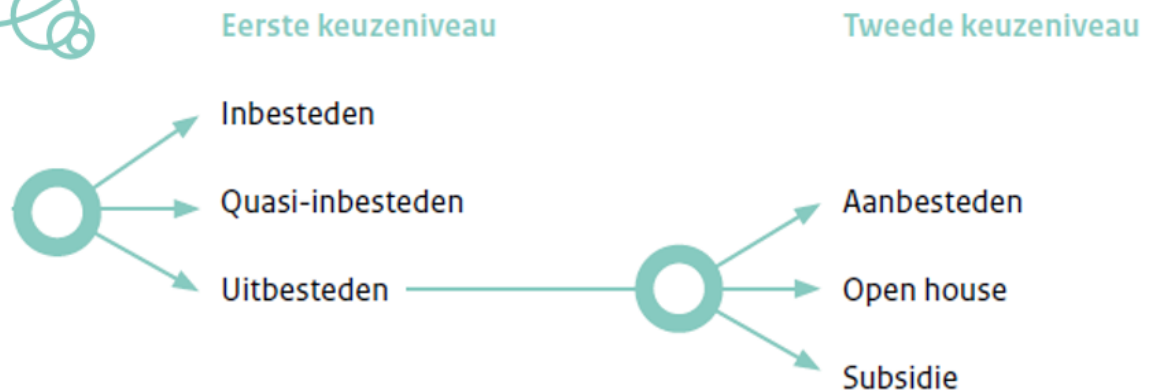 Eerste keuzeniveau
Tweede keuzeniveau
Inbesteden
Quasi-inbesteden
Aanbesteden
Uitbesteden
Open house
Subsidie